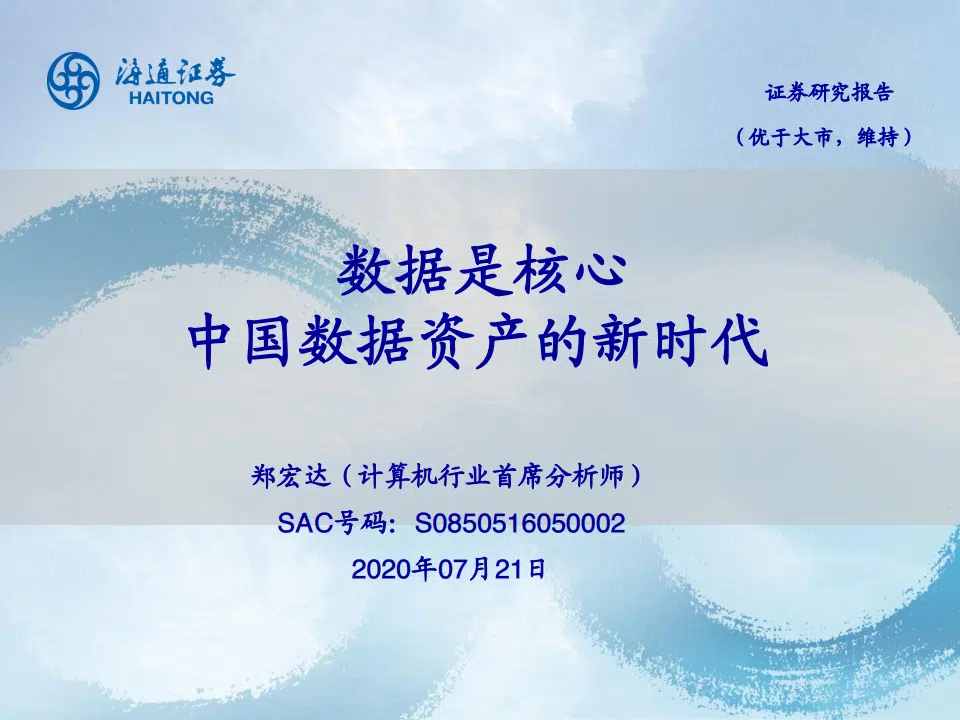 海通证券
HAITONG
证券研究报告
（优于大市，维持）
数据是核心
中国数据资产的新时代
郑宏达（计算机行业首席分析师）
SAC号码：S0850516050002
2020年07月21日